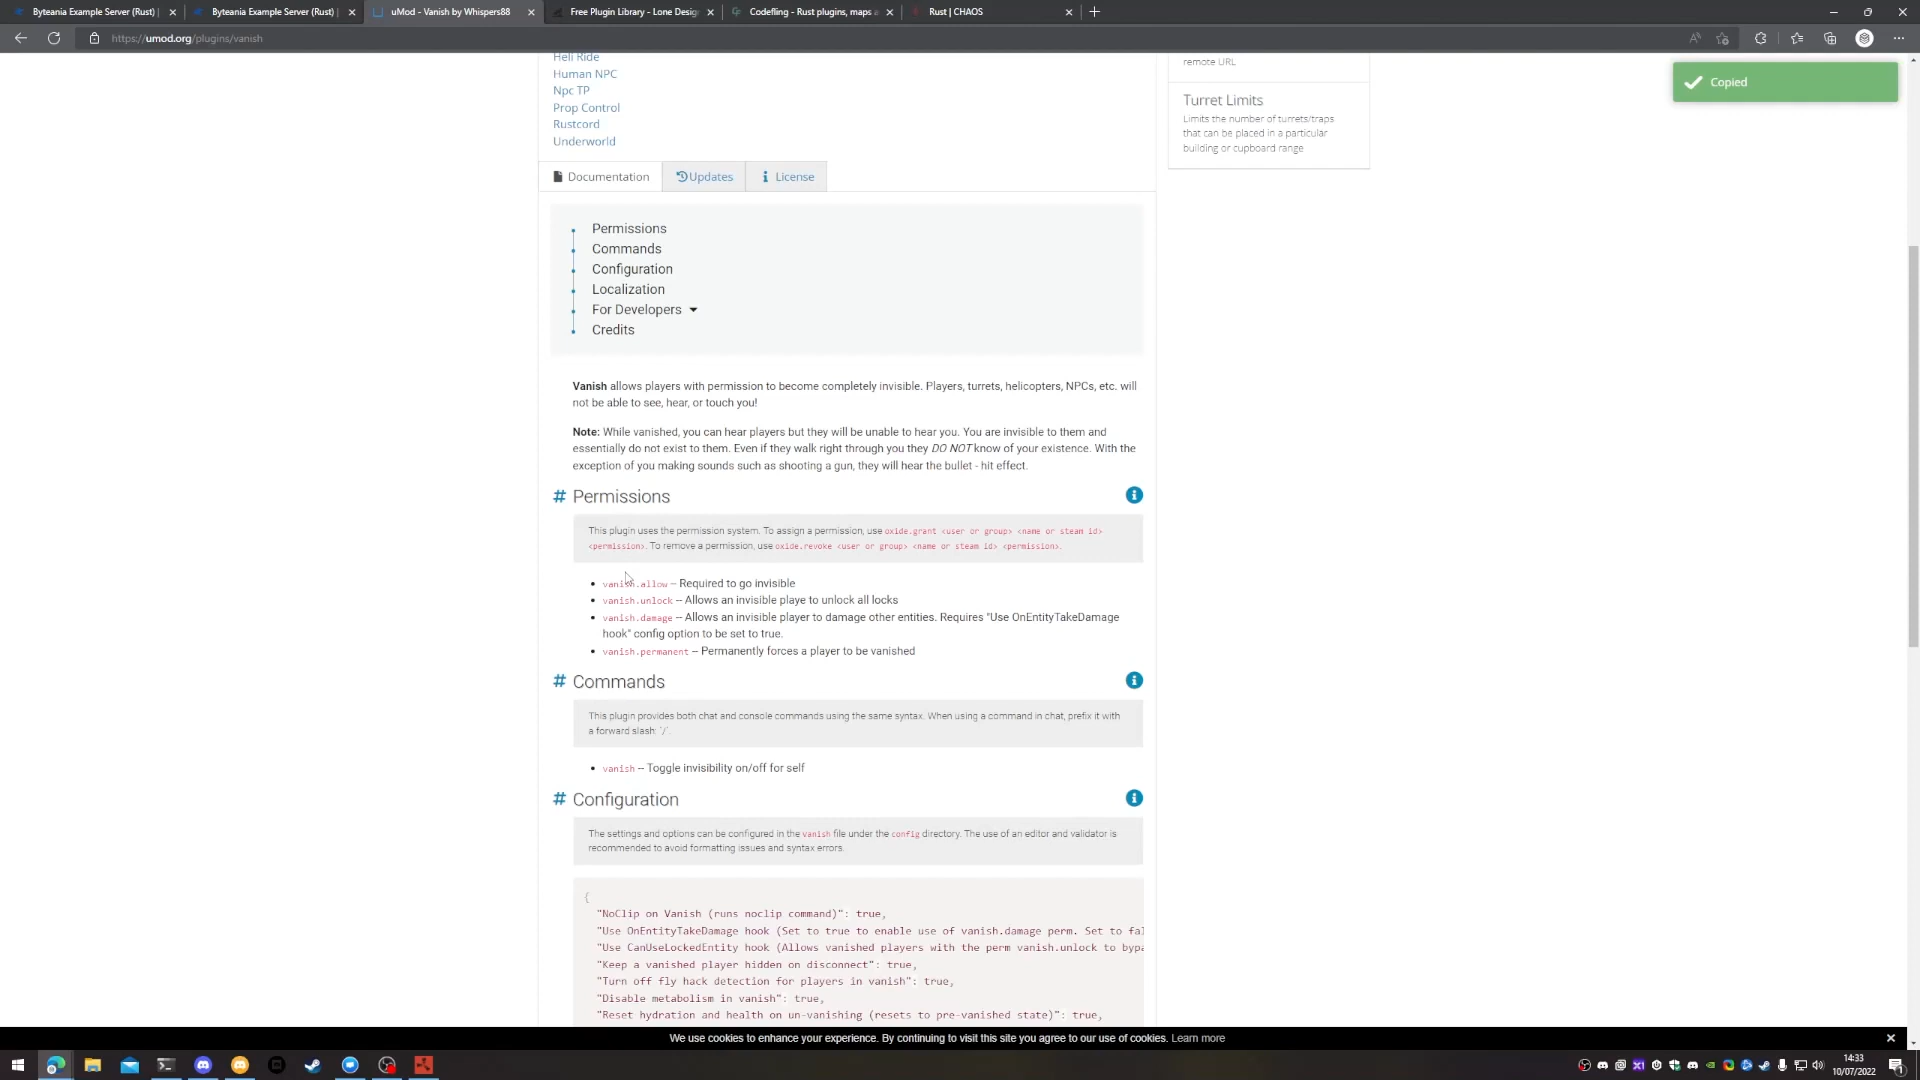 Byteania Example Server (Rust) |
Byteania Example Server (Rust) |
uMod - Vanish by Whispers88
Free Plugin Library - Lone Desig
Codefling - Rust plugins, maps a
Rust | CHAOS
https://umod.org/plugins/vanish
Hell Ride
Human NPC
Npc TP
Prop Control
Rustcord
Underworld
remote URL
Turret Limits
Limits the number of turrets/traps
that can be placed in a particular
building or cupboard range
Copied
Documentation
Updates
License
Permissions
Commands
Configuration
Localization
For Developers
Credits
Vanish allows players with permission to become completely invisible. Players, turrets, helicopters, NPCs, etc. will
not be able to see, hear, or touch you!
Note: While vanished, you can hear players but they will be unable to hear you. You are invisible to them and
essentially do not exist to them. Even if they walk right through you they DO NOT know of your existence. With the
exception of you making sounds such as shooting a gun, they will hear the bullet - hit effect.
# Permissions
This plugin uses the permission system. To assign a permission, use oxide.grant <user or group> <name or steam id>
<permission>. To remove a permission, use oxide.revoke <user or group> <name or steam id> <permission>.
• vanish.allow -- Required to go invisible
• vanish.unlock -- Allows an invisible playe to unlock all locks
• vanish.damage -- Allows an invisible player to damage other entities. Requires "Use OnEntityTakeDamage
hook" config option to be set to true.
• vanish.permanent -- Permanently forces a player to be vanished
# Commands
This plugin provides both chat and console commands using the same syntax. When using a command in chat, prefix it with
a forward slash: `/`.
• vanish -- Toggle invisibility on/off for self
# Configuration
The settings and options can be configured in the vanish file under the config directory. The use of an editor and validator is
recommended to avoid formatting issues and syntax errors.
{
"NoClip on Vanish (runs noclip command)": true,
"Use OnEntityTakeDamage hook (Set to true to enable use of vanish.damage perm. Set to fal
"Use CanUseLockedEntity hook (Allows vanished players with the perm vanish.unlock to bypa
"Keep a vanished player hidden on disconnect": true,
"Turn off fly hack detection for players in vanish": true,
"Disable metabolism in vanish": true,
"Reset hydration and health on un-vanishing (resets to pre-vanished state)": true,
We use cookies to enhance your experience. By continuing to visit this site you agree to our use of cookies. Learn more
14:33
10/07/2022